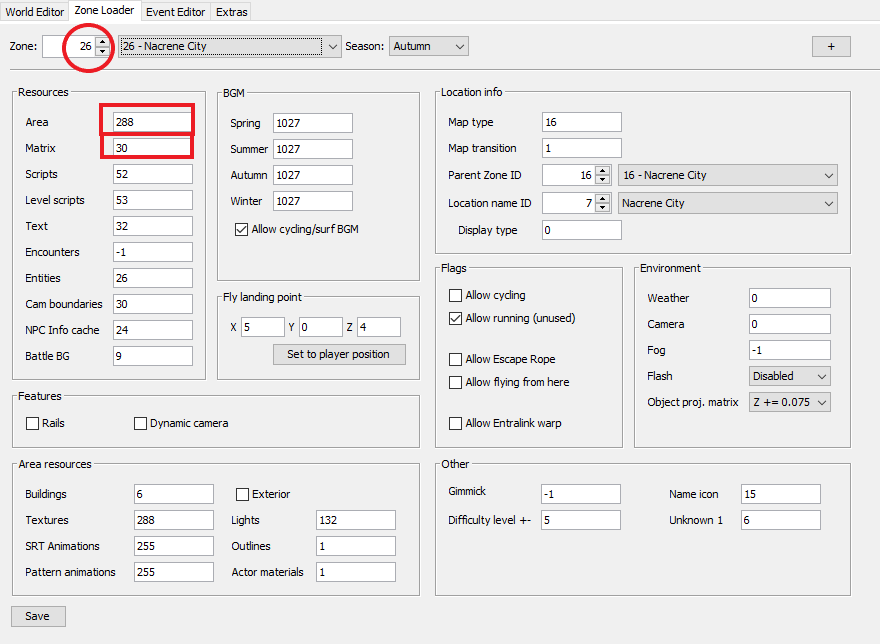 World Editor Zone Loader Event Editor Extras
Zone: 26 26 - Nacrene City Season: Autumn +
Resources
Area 288
Matrix 30
Scripts 52
Level scripts 53
Text 32
Encounters -1
Entities 26
Cam boundaries 30
NPC Info cache 24
Battle BG 9
BGM
Spring 1027
Summer 1027
Autumn 1027
Winter 1027
Allow cycling/surf BGM
Fly landing point
X 5 Y 0 Z 4
Set to player position
Location info
Map type 16
Map transition 1
Parent Zone ID 16 16 - Nacrene City
Location name ID 7 Nacrene City
Display type 0
Flags
Allow cycling
Allow running (unused)
Allow Escape Rope
Allow flying from here
Allow Entralink warp
Environment
Weather 0
Camera 0
Fog -1
Flash Disabled
Object proj. matrix Z += 0.075
Features
Rails Dynamic camera
Area resources
Buildings 6 Exterior
Textures 288 Lights 132
SRT Animations 255 Outlines 1
Pattern animations 255 Actor materials 1
Other
Gimmick -1 Name icon 15
Difficulty level +- 5 Unknown 1 6
Save